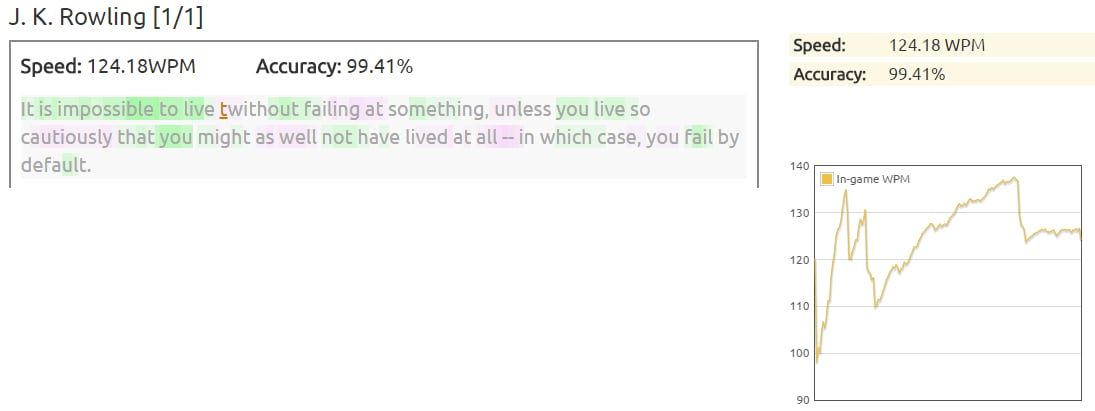 J. K. Rowling [1/1]
Speed: 124.18WPM Accuracy: 99.41%
It is impossible to live twithout failing at something, unless you live so
cautiously that you might as well not have lived at all -- in which case, you fail by
default.
Speed: 124.18 WPM
Accuracy: 99.41%
140
In-game WPM
130
120
110
100
90